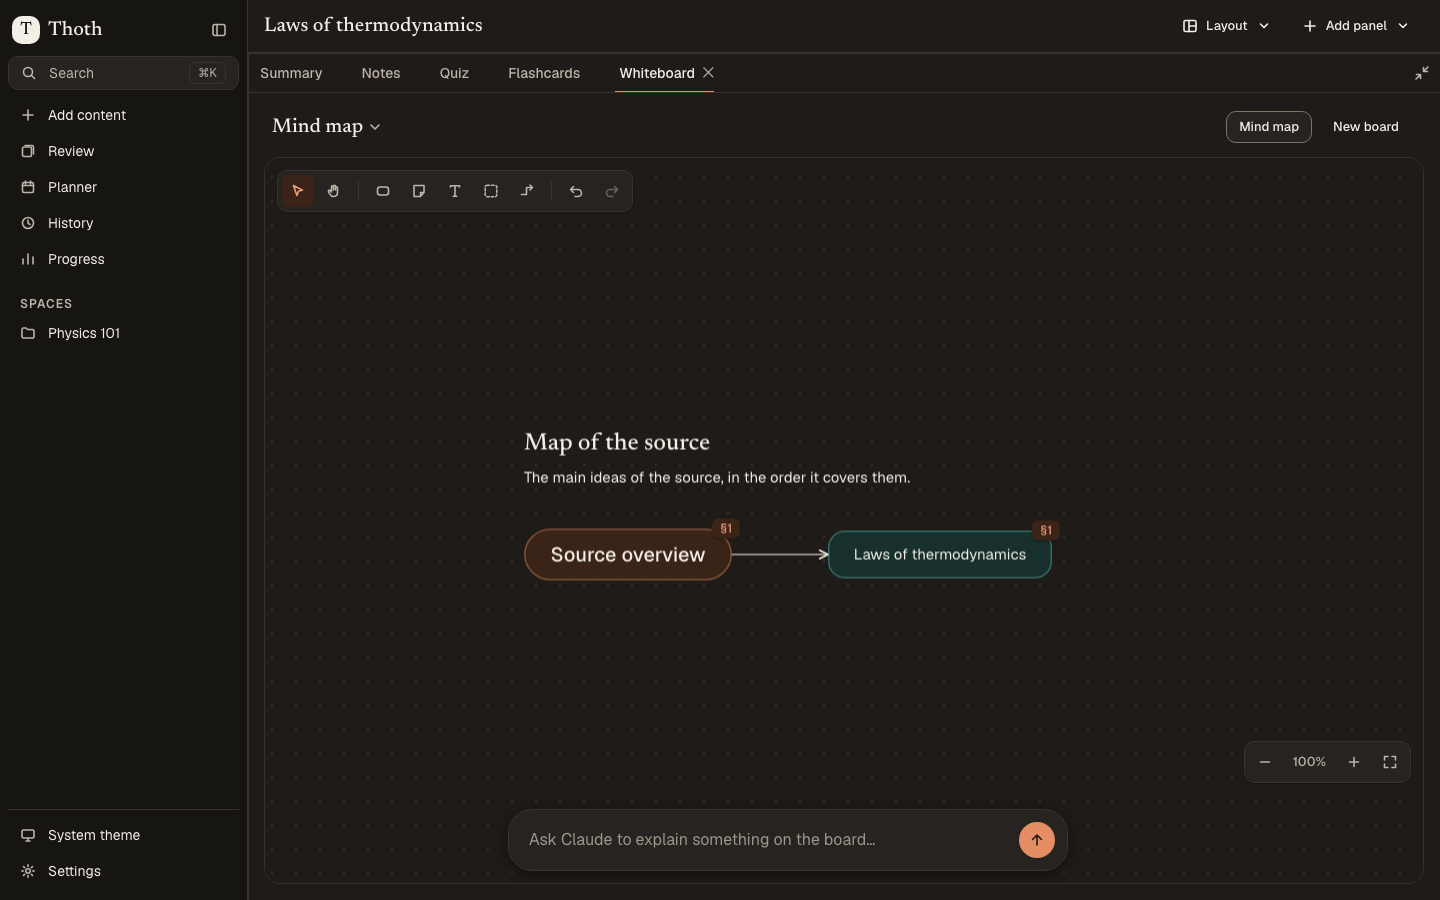 T Thoth
Search ⌘K
Add content
Review
Planner
History
Progress
SPACES
Physics 101
System theme
Settings
Laws of thermodynamics
Layout
Add panel
Summary Notes Quiz Flashcards Whiteboard
Mind map
Mind map New board
T
Map of the source
The main ideas of the source, in the order it covers them.
§1
Source overview
§1
Laws of thermodynamics
100%
Ask Claude to explain something on the board...